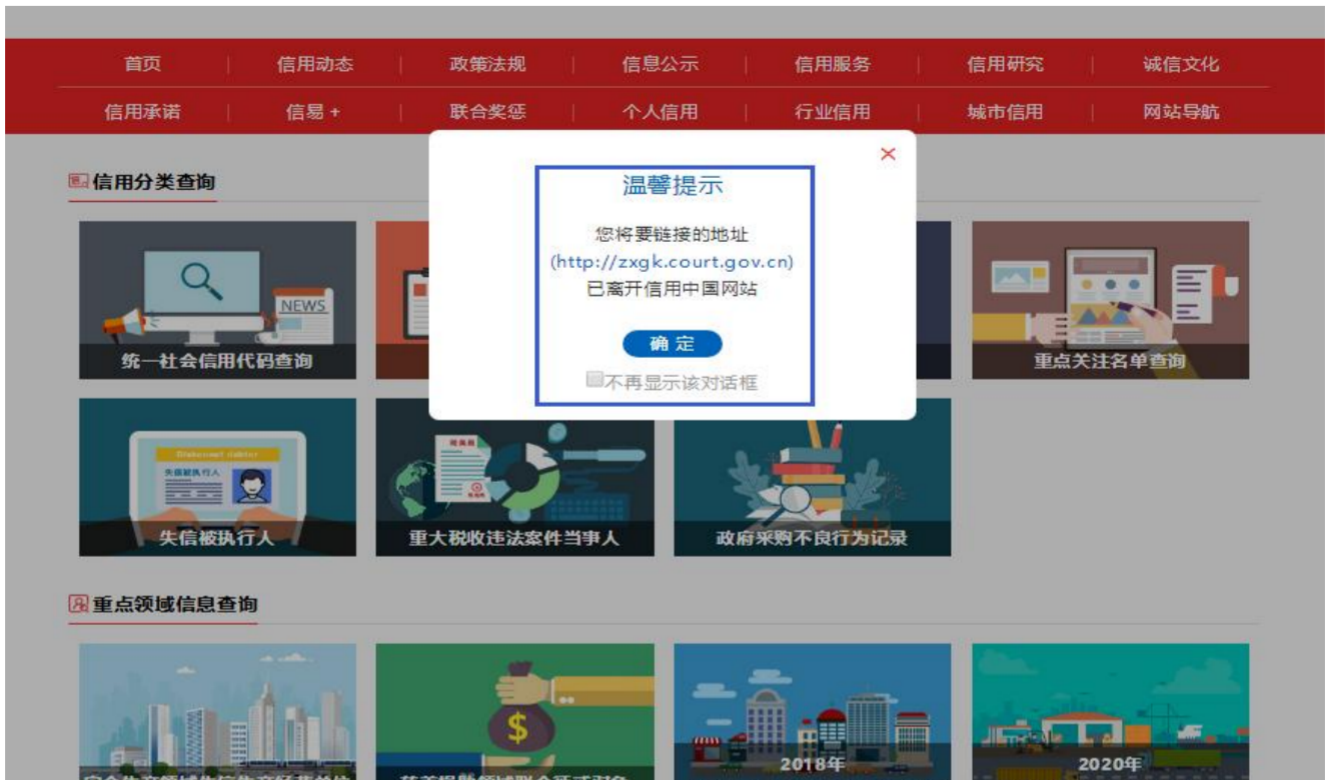 首页
信用动态
政策法规
信息公示
信用服务
信用研究
诚信文化
信用承诺
信易 +
联合奖惩
个人信用
行业信用
城市信用
网站导航
信用分类查询
温馨提示
您将要链接的地址
(http://zxgk.court.gov.cn)
已离开信用中国网站
确 定
不再显示该对话框
NEWS
统一社会信用代码查询
重点关注名单查询
失信被执行人
失信被执行人
重大税收违法案件当事人
政府采购不良行为记录
重点领域信息查询
2018年
2020年